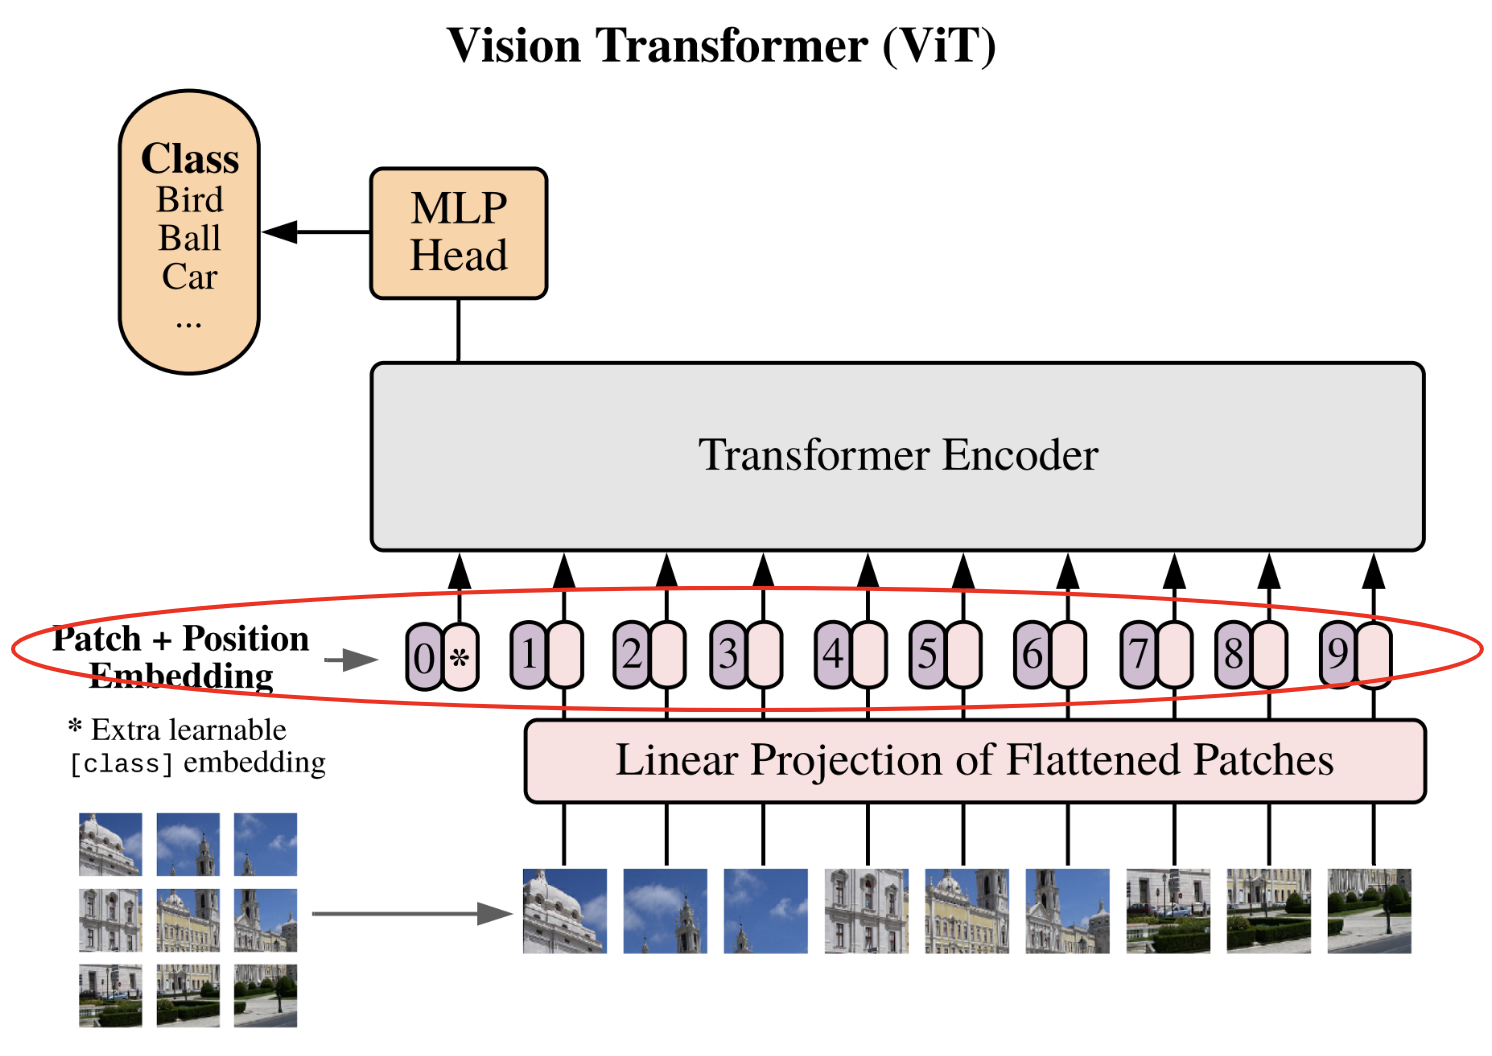 Vision Transformer (ViT)
Class
Bird
Ball
Car
...
MLP
Head
Transformer Encoder
Patch + Position
Embedding
0 * 1 2 3 4 5 6 7 8 9
* Extra learnable
[class] embedding
Linear Projection of Flattened Patches